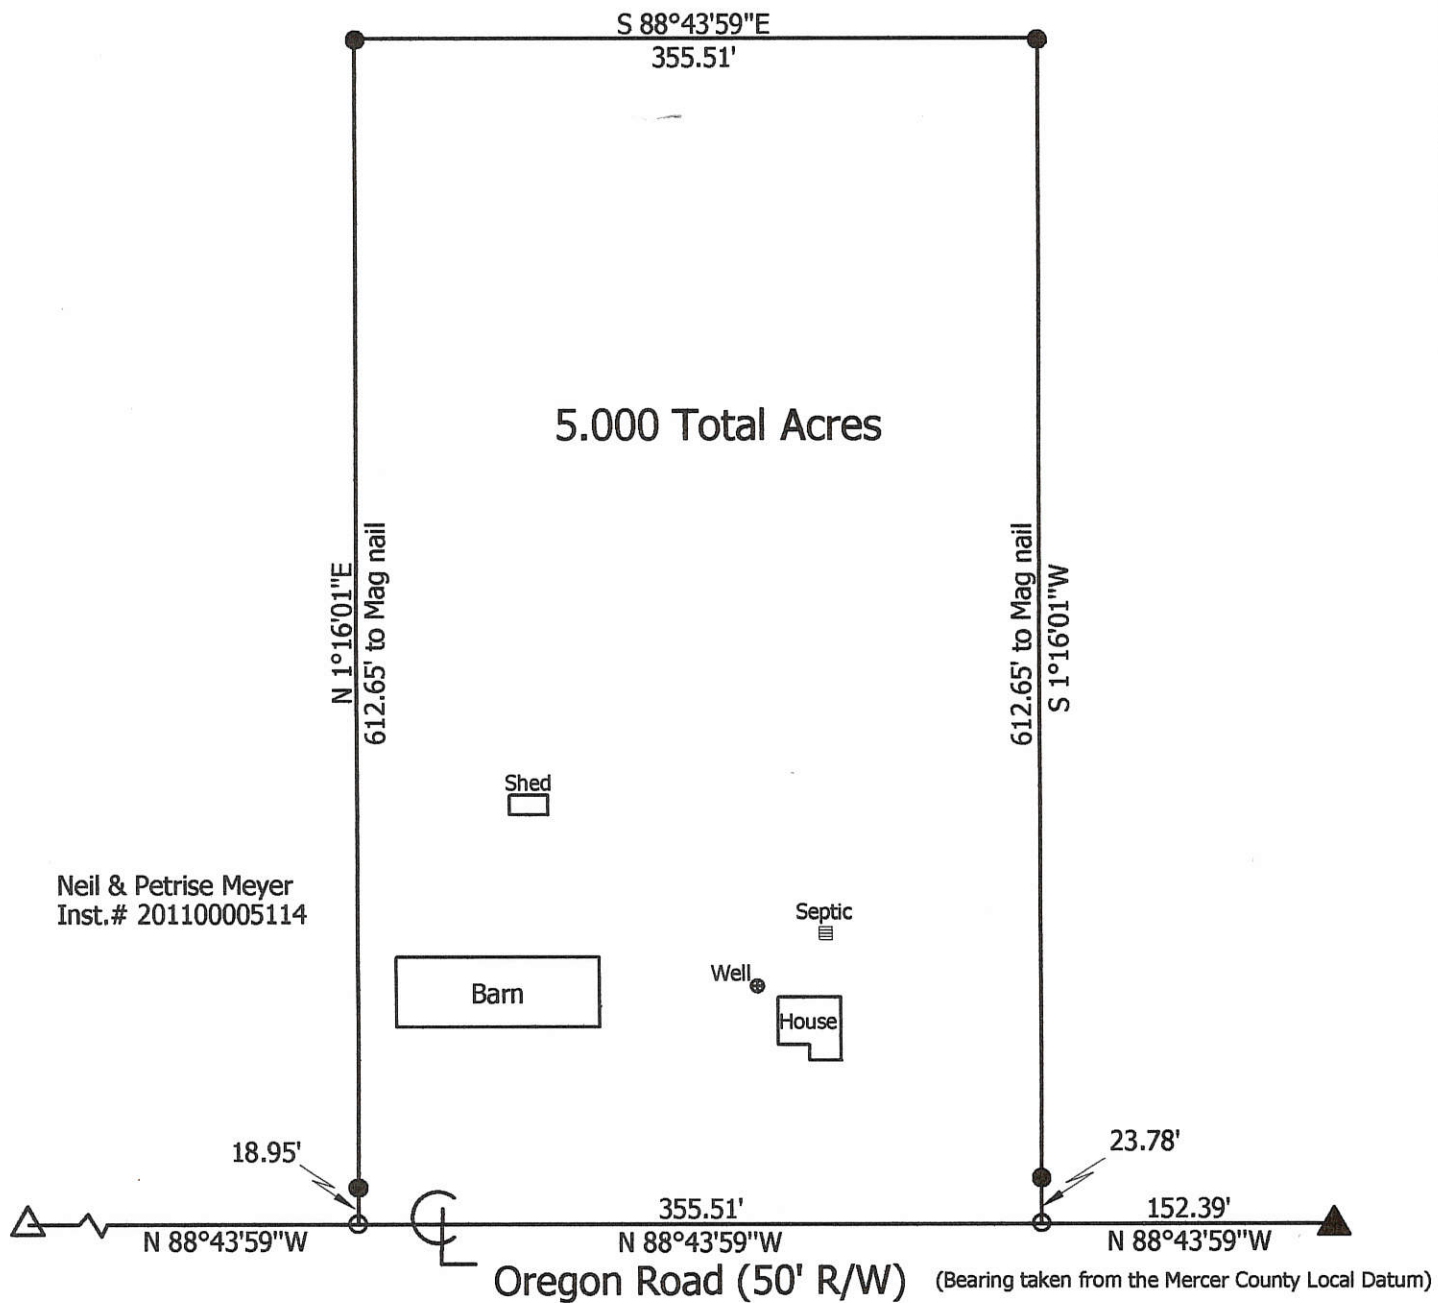 S 88°43'59"E
355.51'
5.000 Total Acres
N 1°16'01"E
612.65' to Mag nail
612.65' to Mag nail
S 1°16'01"W
Shed
Neil & Petrise Meyer
Inst.# 201100005114
Septic
Well
Barn
House
18.95'
23.78'
355.51'
152.39'
N 88°43'59"W
N 88°43'59"W
N 88°43'59"W
CL
Oregon Road (50' R/W)
(Bearing taken from the Mercer County Local Datum)